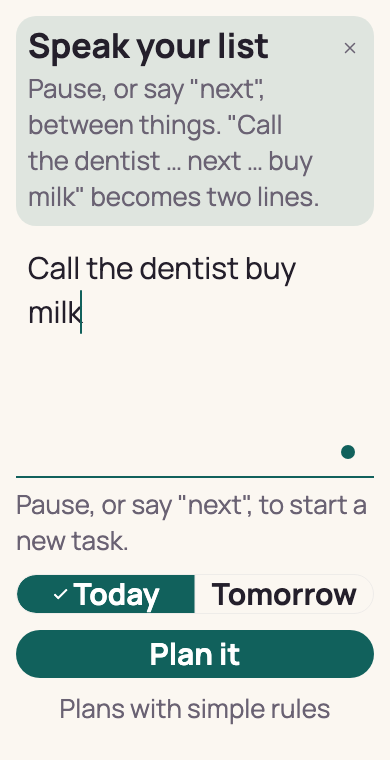 Speak your list
Pause, or say "next",
between things. "Call
the dentist … next … buy
milk" becomes two lines.
Call the dentist buy
milk
Pause, or say "next", to start a
new task.
Today
Tomorrow
Plan it
Plans with simple rules